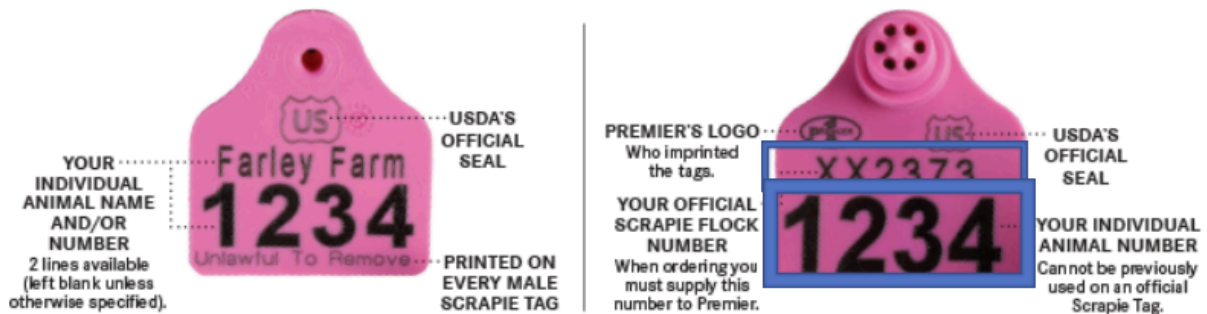 US
USDA'S
OFFICIAL
SEAL
YOUR
INDIVIDUAL
ANIMAL NAME
AND/OR
NUMBER
2 lines available
(left blank unless
otherwise specified).
Farley Farm
1234
Unlawful To Remove
PRINTED ON
EVERY MALE
SCRAPIE TAG
PREMIER'S LOGO
Who imprinted
the tags.
PREMIER
1
US
USDA'S
OFFICIAL
SEAL
XX2373
YOUR OFFICIAL
SCRAPIE FLOCK
NUMBER
When ordering you
must supply this
number to Premier.
1234
YOUR INDIVIDUAL
ANIMAL NUMBER
Cannot be previously
used on an official
Scrapie Tag.